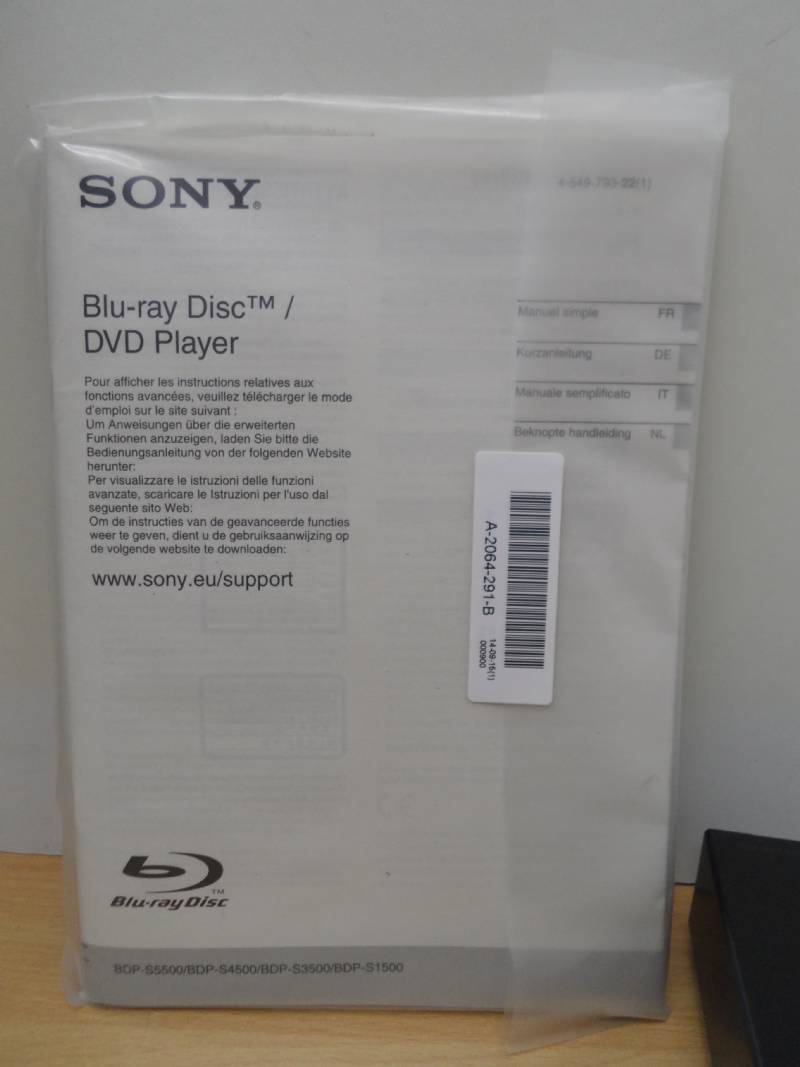 SONY®
4-549-793-22(1)
Blu-ray Disc™ /
DVD Player
Manuel simple FR
Kurzanleitung DE
Manuale semplificato IT
Beknopte handleiding NL
Pour afficher les instructions relatives aux
fonctions avancées, veuillez télécharger le mode
d'emploi sur le site suivant :
Um Anweisungen über die erweiterten
Funktionen anzuzeigen, laden Sie bitte die
Bedienungsanleitung von der folgenden Website
herunter:
Per visualizzare le istruzioni delle funzioni
avanzate, scaricare le Istruzioni per l'uso dal
seguente sito Web:
Om de instructies van de geavanceerde functies
weer te geven, dient u de gebruiksaanwijzing op
de volgende website te downloaden:
www.sony.eu/support
A-2064-291-B
14-09-15(1)
000900
Blu-ray Disc™
BDP-S5500/BDP-S4500/BDP-S3500/BDP-S1500